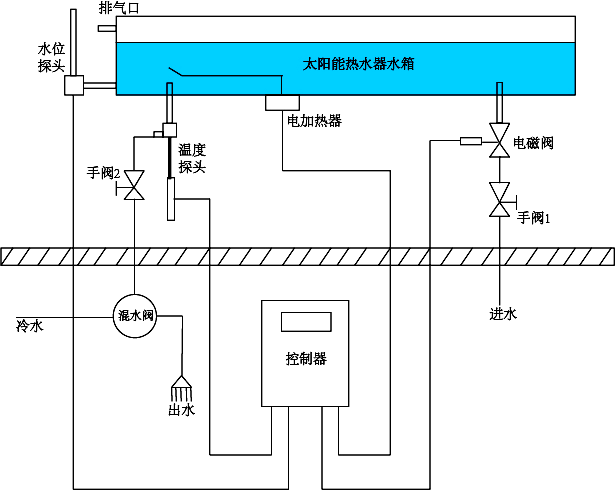 排气口
水位
探头
太阳能热水器水箱
电加热器
电磁阀
温度
探头
手阀2
手阀1
进水
冷水
混水阀
控制器
出水